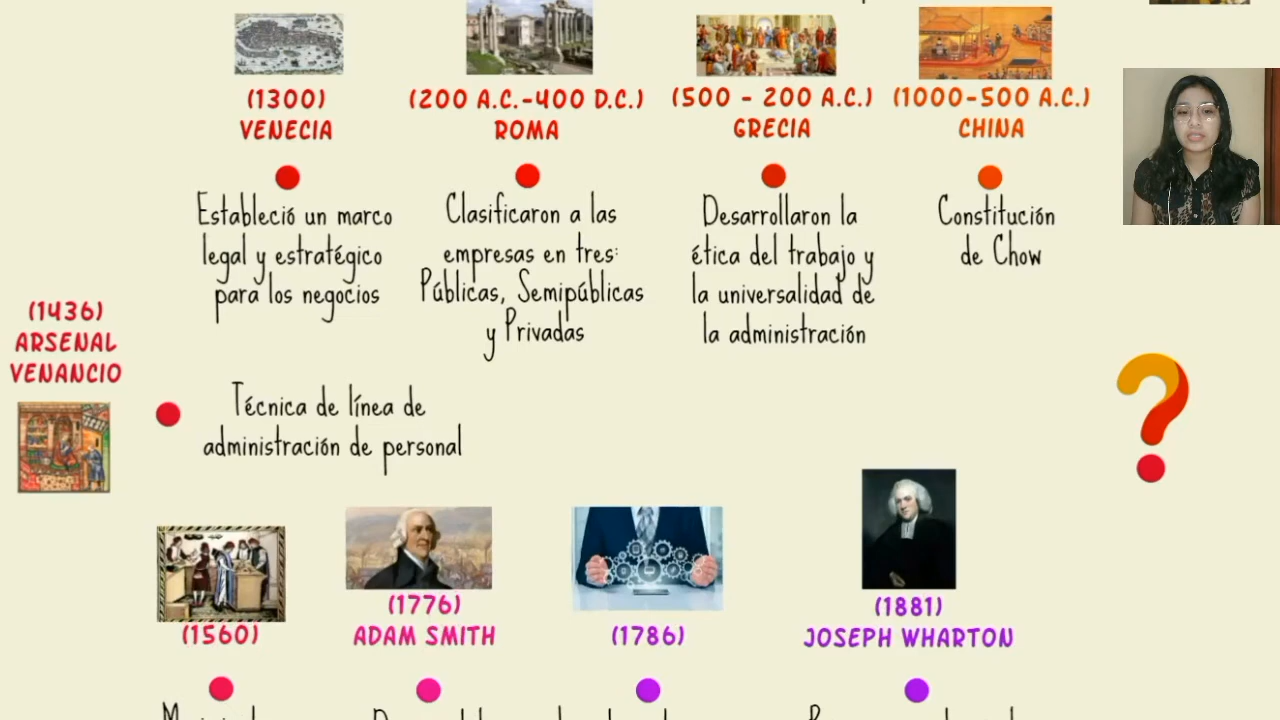 (1300)
VENECIA
Estableció un marco
legal y estratégico
para los negocios
(200 A.C.-400 D.C.)
ROMA
Clasificaron a las
empresas en tres:
Públicas, Semipúblicas
y Privadas
(500 - 200 A.C.)
GRECIA
Desarrollaron la
ética del trabajo y
la universalidad de
la administración
(1000-500 A.C.)
CHINA
Constitución
de Chow
(1436)
ARSENAL
VENANCIO
Técnica de línea de
administración de personal
?
(1560)
(1776)
ADAM SMITH
(1786)
(1881)
JOSEPH WHARTON